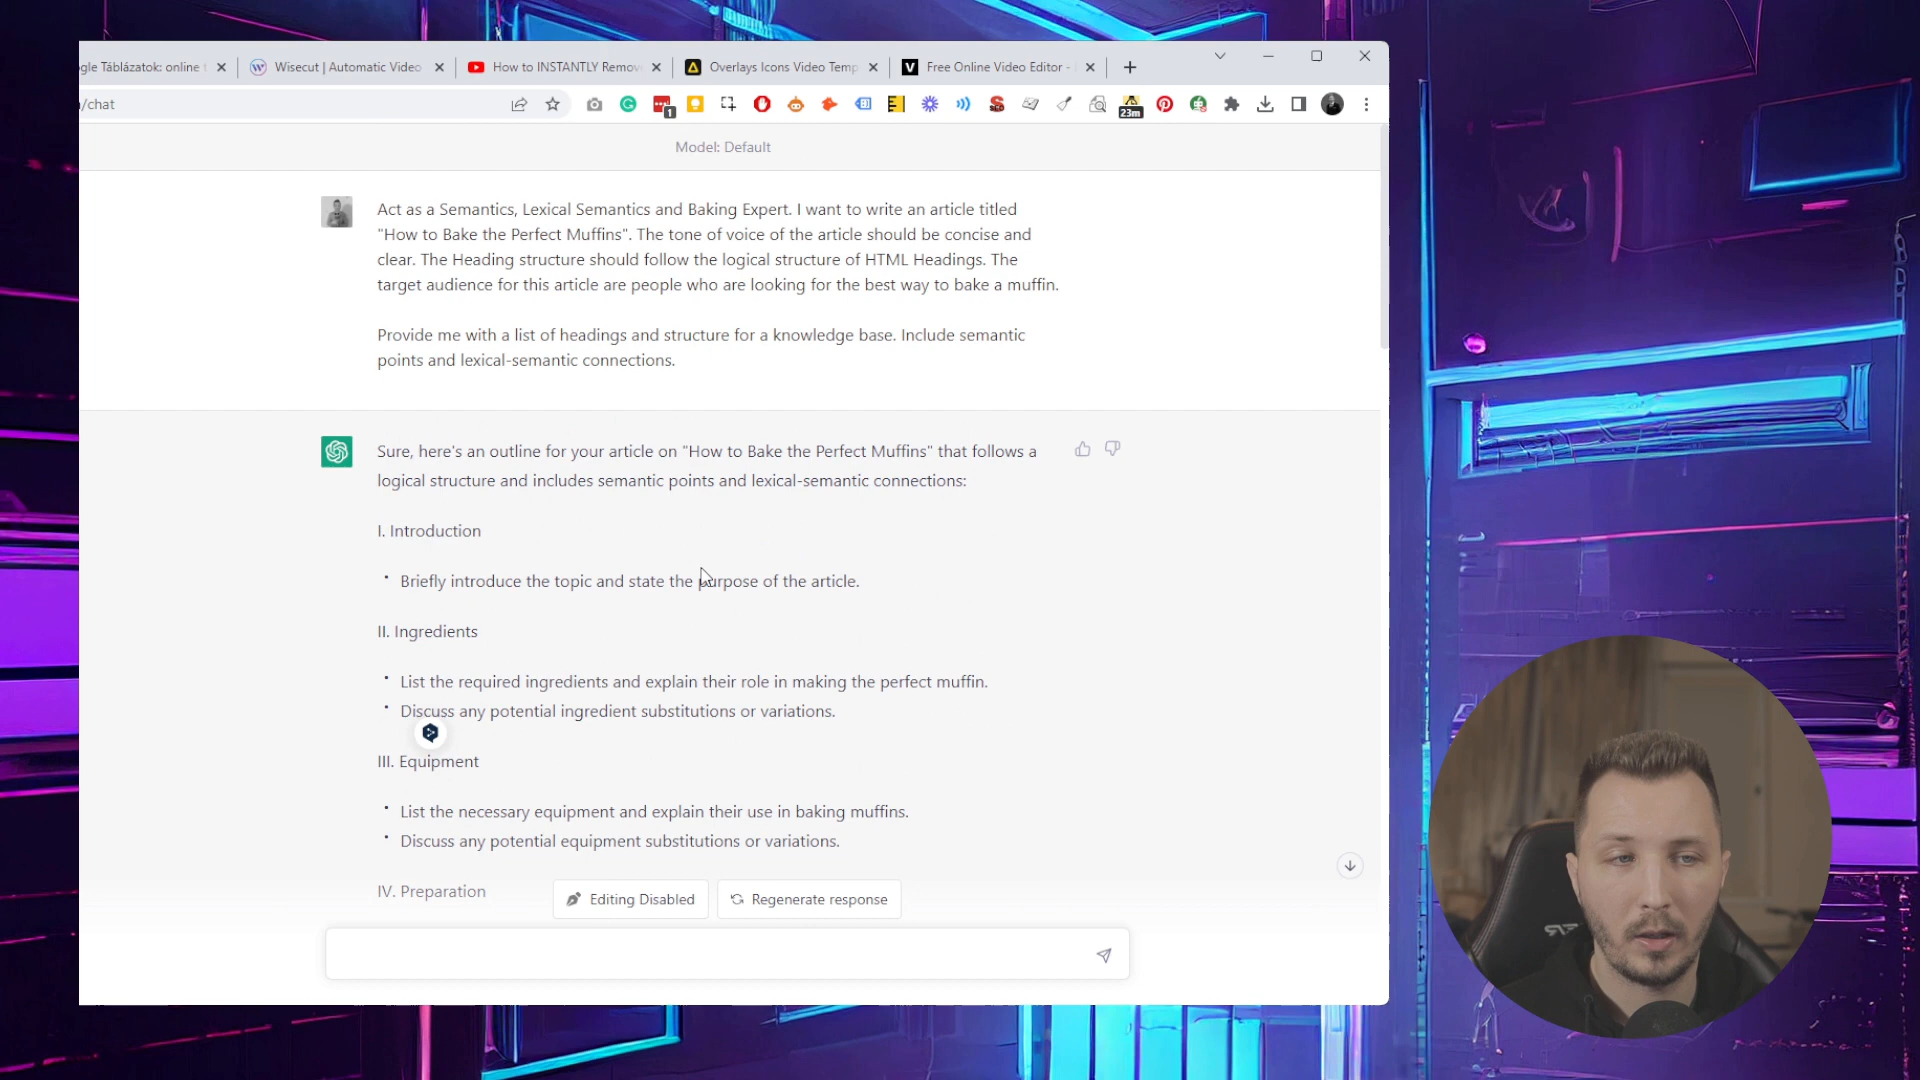 gle Táblázatok: online
Wisecut | Automatic Video
How to INSTANTLY Remov
Overlays Icons Video Temp
Free Online Video Editor -
/chat
1
23m
Model: Default
Act as a Semantics, Lexical Semantics and Baking Expert. I want to write an article titled
"How to Bake the Perfect Muffins". The tone of voice of the article should be concise and
clear. The Heading structure should follow the logical structure of HTML Headings. The
target audience for this article are people who are looking for the best way to bake a muffin.
Provide me with a list of headings and structure for a knowledge base. Include semantic
points and lexical-semantic connections.
Sure, here's an outline for your article on "How to Bake the Perfect Muffins" that follows a
logical structure and includes semantic points and lexical-semantic connections:
I. Introduction
• Briefly introduce the topic and state the purpose of the article.
II. Ingredients
• List the required ingredients and explain their role in making the perfect muffin.
• Discuss any potential ingredient substitutions or variations.
III. Equipment
• List the necessary equipment and explain their use in baking muffins.
• Discuss any potential equipment substitutions or variations.
IV. Preparation
Editing Disabled
Regenerate response